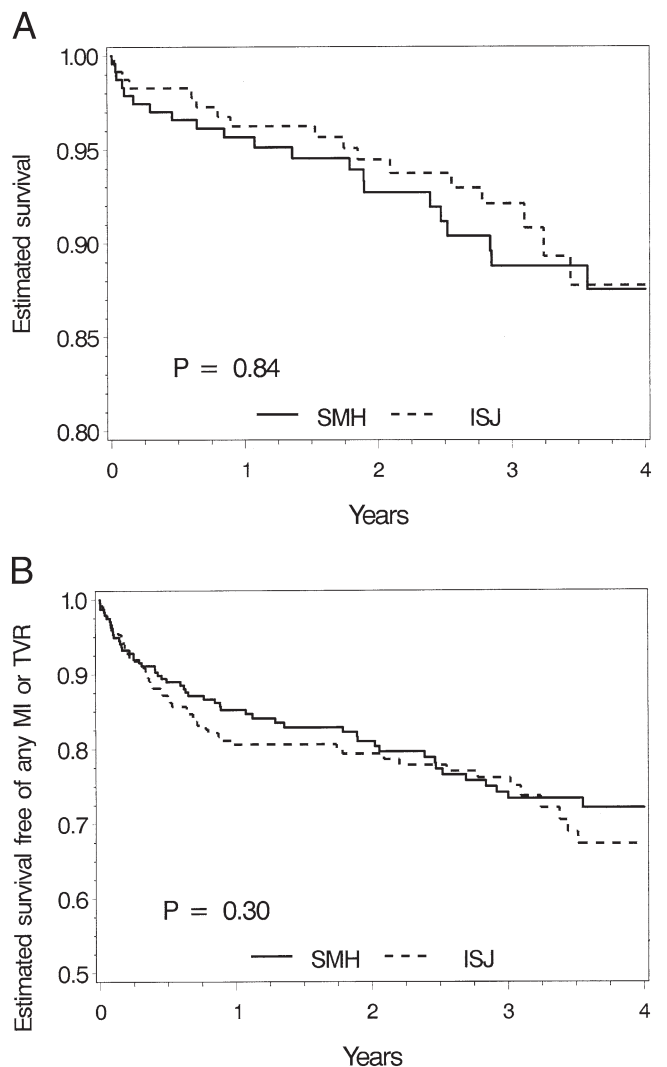 A
1.00
0.95
0.90
0.85
0.80
Estimated survival
P = 0.84
SMH ISJ
0 1 2 3 4
Years
B
1.0
0.9
0.8
0.7
0.6
0.5
Estimated survival free of any MI or TVR
P = 0.30
SMH ISJ
0 1 2 3 4
Years